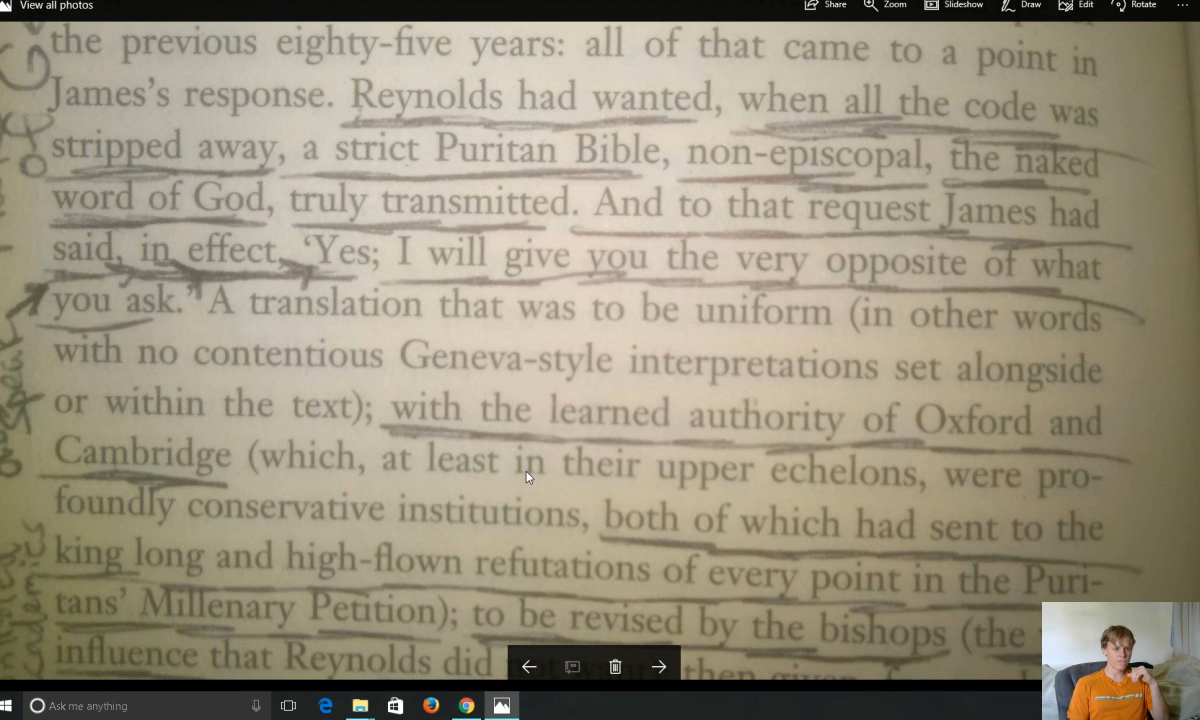 View all photos
Share Zoom Slideshow Draw Edit Rotate
the previous eighty-five years: all of that came to a point in
James's response. Reynolds had wanted, when all the code was
stripped away, a strict Puritan Bible, non-episcopal, the naked
word of God, truly transmitted. And to that request James had
said, in effect, 'Yes; I will give you the very opposite of what
you ask.' A translation that was to be uniform (in other words
with no contentious Geneva-style interpretations set alongside
or within the text); with the learned authority of Oxford and
Cambridge (which, at least in their upper echelons, were pro-
foundly conservative institutions, both of which had sent to the
king long and high-flown refutations of every point in the Puri-
tans' Millenary Petition); to be revised by the bishops (the
influence that Reynolds did then given
Ask me anything